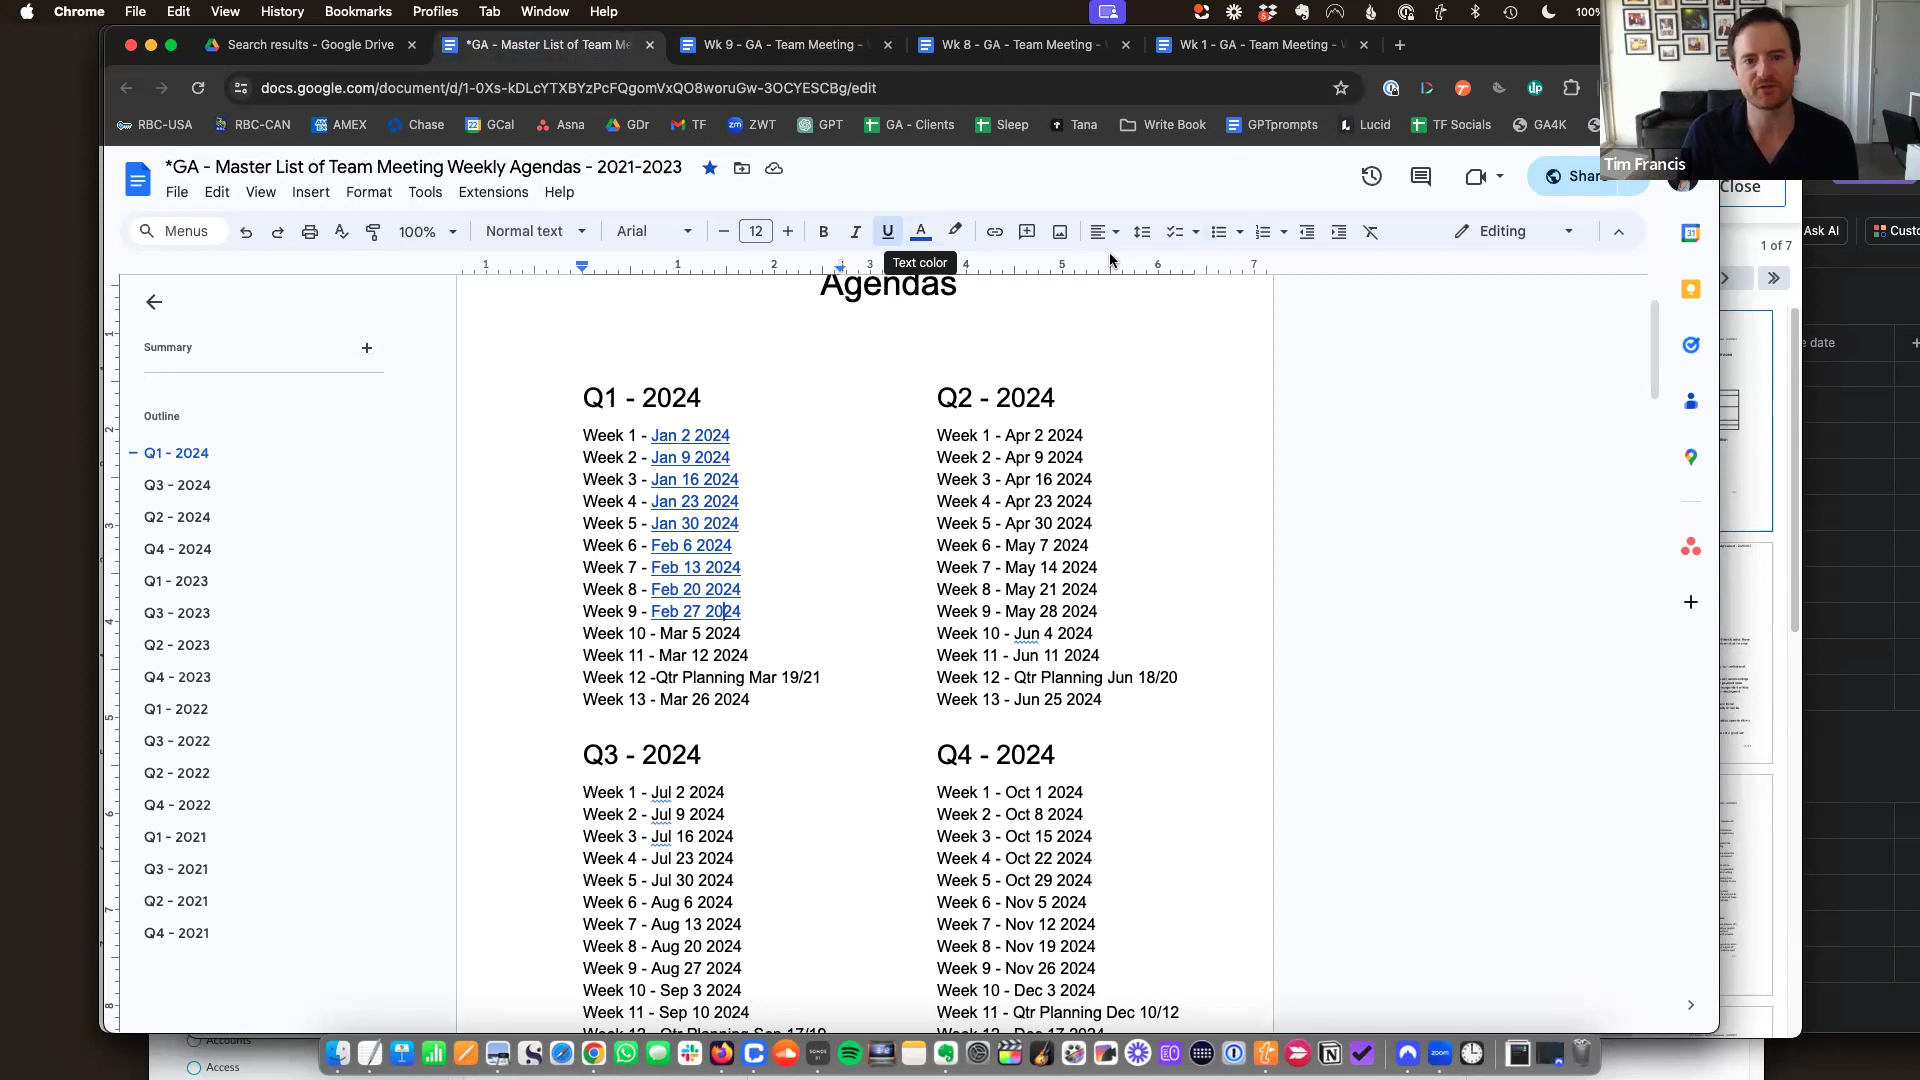 Chrome File Edit View History Bookmarks Profiles Tab Window Help 100%
Search results - Google Drive
*GA - Master List of Team Me
Wk 9 - GA - Team Meeting -
Wk 8 - GA - Team Meeting -
Wk 1 - GA - Team Meeting -
docs.google.com/document/d/1-0Xs-kDLcYTXBYzPcFQgomVxQO8woruGw-3OCYESCBg/edit
RBC-USA RBC-CAN AMEX Chase GCal Asna GDr TF ZWT GPT GA - Clients Sleep Tana Write Book GPTprompts Lucid TF Socials GA4K
Tim Francis
*GA - Master List of Team Meeting Weekly Agendas - 2021-2023
File Edit View Insert Format Tools Extensions Help
Share
Close
Menus 100% Normal text Arial 12 Editing
Ask AI
Custo
1 of 7
Text color
Agendas
Summary
Outline
Q1 - 2024
Q3 - 2024
Q2 - 2024
Q4 - 2024
Q1 - 2023
Q3 - 2023
Q2 - 2023
Q4 - 2023
Q1 - 2022
Q3 - 2022
Q2 - 2022
Q4 - 2022
Q1 - 2021
Q3 - 2021
Q2 - 2021
Q4 - 2021
Q1 - 2024
Week 1 - Jan 2 2024
Week 2 - Jan 9 2024
Week 3 - Jan 16 2024
Week 4 - Jan 23 2024
Week 5 - Jan 30 2024
Week 6 - Feb 6 2024
Week 7 - Feb 13 2024
Week 8 - Feb 20 2024
Week 9 - Feb 27 2024
Week 10 - Mar 5 2024
Week 11 - Mar 12 2024
Week 12 -Qtr Planning Mar 19/21
Week 13 - Mar 26 2024
Q2 - 2024
Week 1 - Apr 2 2024
Week 2 - Apr 9 2024
Week 3 - Apr 16 2024
Week 4 - Apr 23 2024
Week 5 - Apr 30 2024
Week 6 - May 7 2024
Week 7 - May 14 2024
Week 8 - May 21 2024
Week 9 - May 28 2024
Week 10 - Jun 4 2024
Week 11 - Jun 11 2024
Week 12 - Qtr Planning Jun 18/20
Week 13 - Jun 25 2024
Q3 - 2024
Week 1 - Jul 2 2024
Week 2 - Jul 9 2024
Week 3 - Jul 16 2024
Week 4 - Jul 23 2024
Week 5 - Jul 30 2024
Week 6 - Aug 6 2024
Week 7 - Aug 13 2024
Week 8 - Aug 20 2024
Week 9 - Aug 27 2024
Week 10 - Sep 3 2024
Week 11 - Sep 10 2024
Week 12 - Qtr Planning Sep 17/19
Q4 - 2024
Week 1 - Oct 1 2024
Week 2 - Oct 8 2024
Week 3 - Oct 15 2024
Week 4 - Oct 22 2024
Week 5 - Oct 29 2024
Week 6 - Nov 5 2024
Week 7 - Nov 12 2024
Week 8 - Nov 19 2024
Week 9 - Nov 26 2024
Week 10 - Dec 3 2024
Week 11 - Qtr Planning Dec 10/12
Week 12 - Dec 17 2024
e date
Accounts
Access